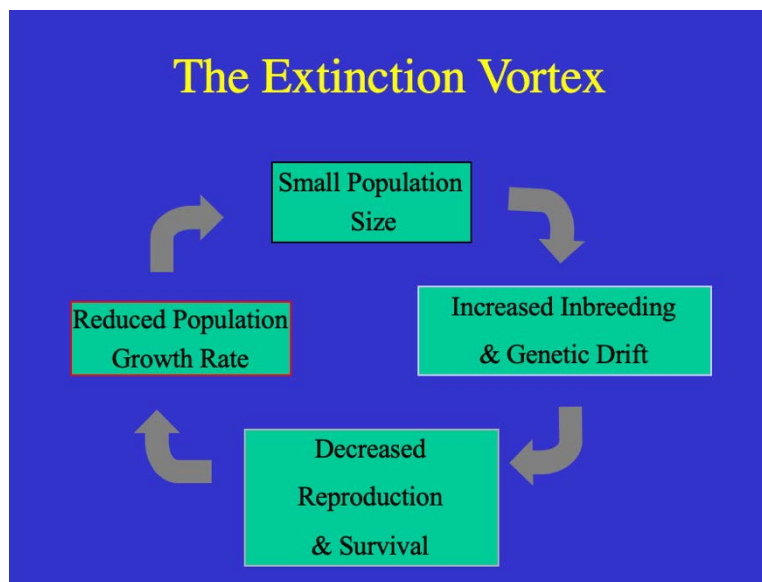 The Extinction Vortex
Small Population
Size
Increased Inbreeding
& Genetic Drift
Decreased
Reproduction
& Survival
Reduced Population
Growth Rate